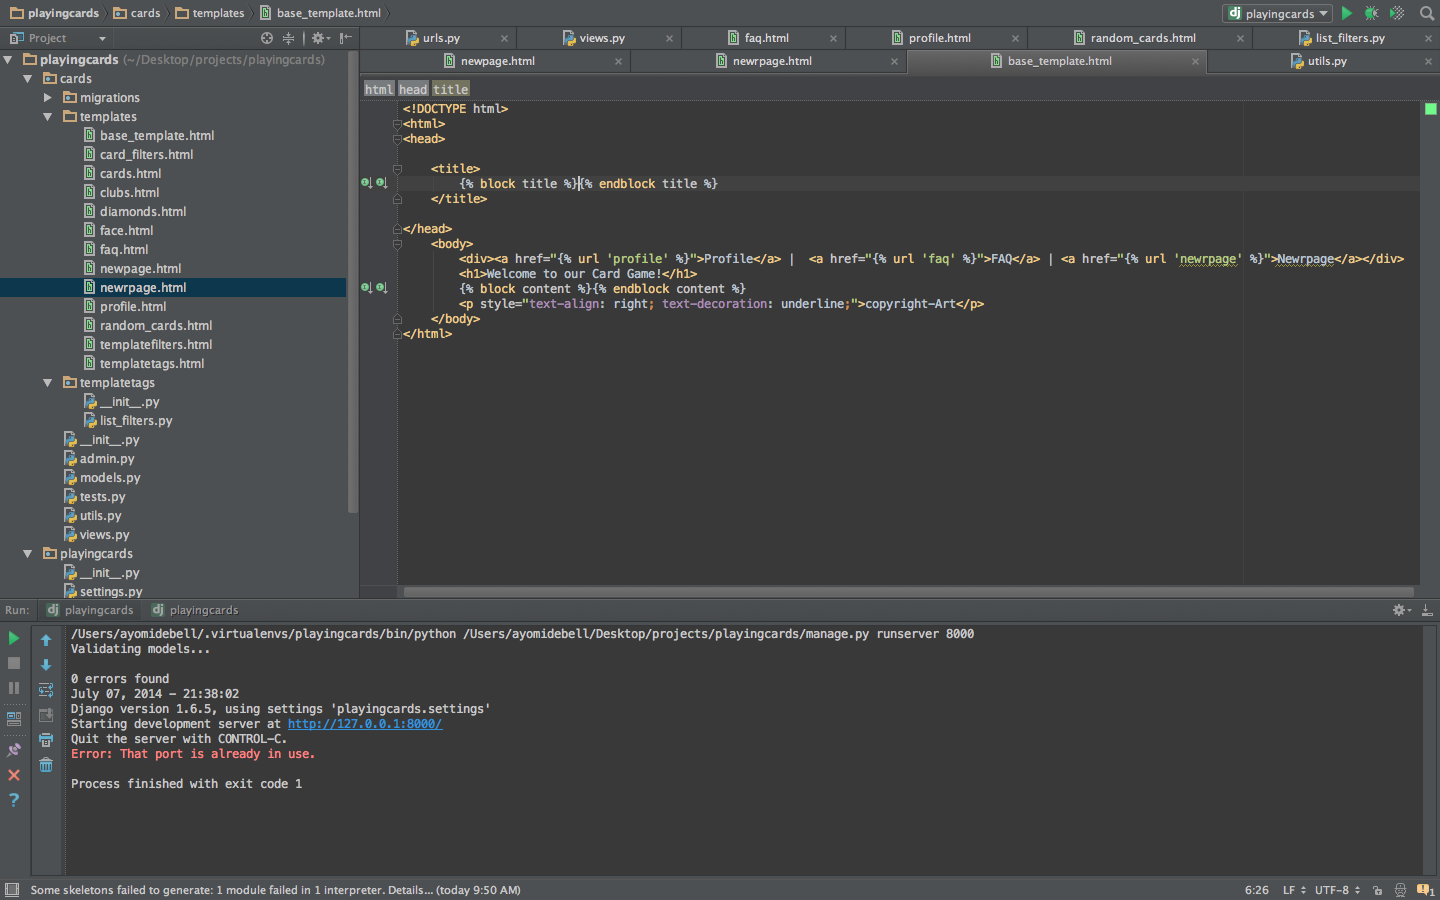 playingcards cards templates base_template.html playingcards
Project urls.py views.py faq.html profile.html random_cards.html list_filters.py
newpage.html newrpage.html base_template.html utils.py
playingcards (~/Desktop/projects/playingcards)
cards
migrations
templates
base_template.html
card_filters.html
cards.html
clubs.html
diamonds.html
face.html
faq.html
newpage.html
newrpage.html
profile.html
random_cards.html
templatefilters.html
templatetags.html
templatetags
__init__.py
list_filters.py
__init__.py
admin.py
models.py
tests.py
utils.py
views.py
playingcards
__init__.py
settings.py
html head title
<!DOCTYPE html>
<html>
<head>
<title>
{% block title %}{% endblock title %}
</title>
</head>
<body>
<div><a href="{% url 'profile' %}">Profile</a> |  <a href="{% url 'faq' %}">FAQ</a> | <a href="{% url 'newrpage' %}">Newrpage</a></div>
<h1>Welcome to our Card Game!</h1>
{% block content %}{% endblock content %}
<p style="text-align: right; text-decoration: underline;">copyright-Art</p>
</body>
</html>
Run: playingcards playingcards
/Users/ayomidebell/.virtualenvs/playingcards/bin/python /Users/ayomidebell/Desktop/projects/playingcards/manage.py runserver 8000
Validating models...
0 errors found
July 07, 2014 - 21:38:02
Django version 1.6.5, using settings 'playingcards.settings'
Starting development server at http://127.0.0.1:8000/
Quit the server with CONTROL-C.
Error: That port is already in use.
Process finished with exit code 1
Some skeletons failed to generate: 1 module failed in 1 interpreter. Details... (today 9:50 AM) 6:26 LF UTF-8 1